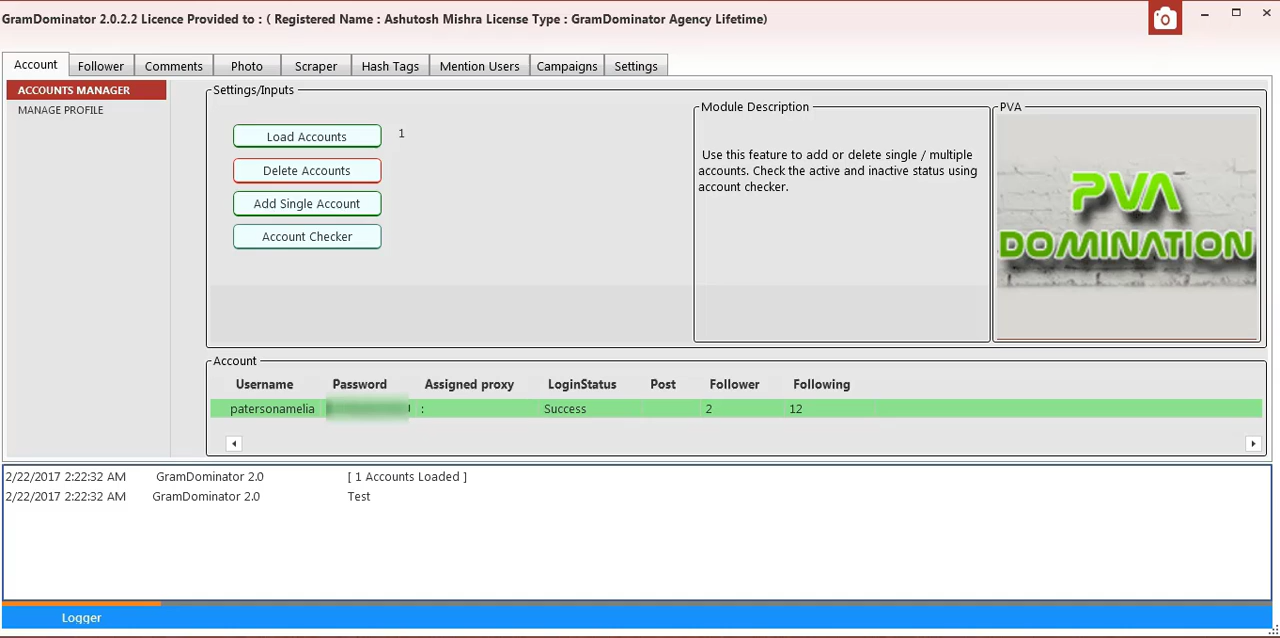 GramDominator 2.0.2.2 Licence Provided to : ( Registered Name : Ashutosh Mishra License Type : GramDominator Agency Lifetime)
Account Follower Comments Photo Scraper Hash Tags Mention Users Campaigns Settings
ACCOUNTS MANAGER
MANAGE PROFILE
Settings/Inputs
Load Accounts 1
Delete Accounts
Add Single Account
Account Checker
Module Description
Use this feature to add or delete single / multiple
accounts. Check the active and inactive status using
account checker.
PVA
PVA
DOMINATION
Account
Username Password Assigned proxy LoginStatus Post Follower Following
patersonamelia : Success 2 12
2/22/2017 2:22:32 AM GramDominator 2.0 [ 1 Accounts Loaded ]
2/22/2017 2:22:32 AM GramDominator 2.0 Test
Logger